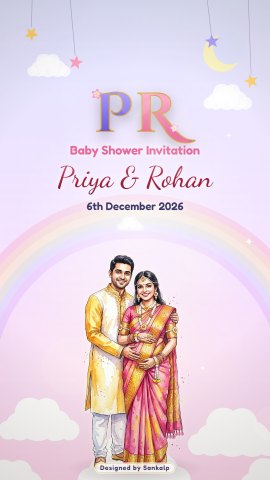 PR
Baby Shower Invitation
Priya & Rohan
6th December 2026
Designed by Sankalp